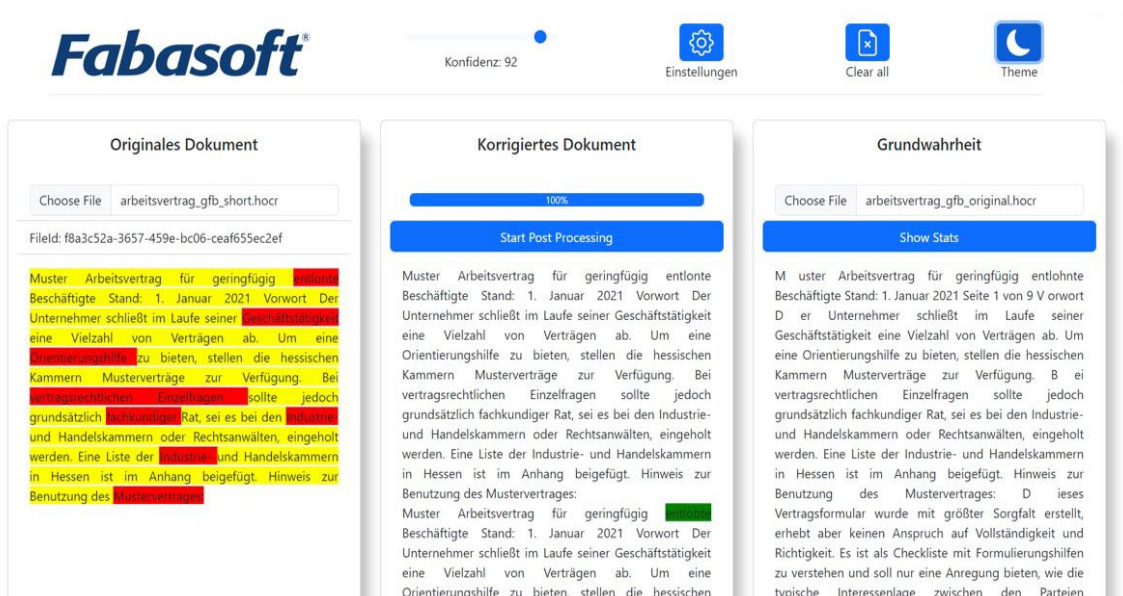 Fabasoft®
Konfidenz: 92
Einstellungen
Clear all
Theme
Originales Dokument
Choose File arbeitsvertrag_gfb_short.hocr
FileId: f8a3c52a-3657-459e-bc06-ceaf655ec2ef
Muster Arbeitsvertrag für geringfügig entlonte
Beschäftigte Stand: 1. Januar 2021 Vorwort Der
Unternehmer schließt im Laufe seiner Geschäftstätigkeit
eine Vielzahl von Verträgen ab. Um eine
Orientierungshilfe zu bieten, stellen die hessischen
Kammern Musterverträge zur Verfügung. Bei
vertragsrechtlichen Einzelfragen sollte jedoch
grundsätzlich fachkundiger Rat, sei es bei den Industrie-
und Handelskammern oder Rechtsanwälten, eingeholt
werden. Eine Liste der Industrie- und Handelskammern
in Hessen ist im Anhang beigefügt. Hinweis zur
Benutzung des Mustervertrages:
Korrigiertes Dokument
100%
Start Post Processing
Muster Arbeitsvertrag für geringfügig entlonte
Beschäftigte Stand: 1. Januar 2021 Vorwort Der
Unternehmer schließt im Laufe seiner Geschäftstätigkeit
eine Vielzahl von Verträgen ab. Um eine
Orientierungshilfe zu bieten, stellen die hessischen
Kammern Musterverträge zur Verfügung. Bei
vertragsrechtlichen Einzelfragen sollte jedoch
grundsätzlich fachkundiger Rat, sei es bei den Industrie-
und Handelskammern oder Rechtsanwälten, eingeholt
werden. Eine Liste der Industrie- und Handelskammern
in Hessen ist im Anhang beigefügt. Hinweis zur
Benutzung des Mustervertrages:
Muster Arbeitsvertrag für geringfügig entlobte
Beschäftigte Stand: 1. Januar 2021 Vorwort Der
Unternehmer schließt im Laufe seiner Geschäftstätigkeit
eine Vielzahl von Verträgen ab. Um eine
Orientierungshilfe zu bieten, stellen die hessischen
Grundwahrheit
Choose File arbeitsvertrag_gfb_original.hocr
Show Stats
M uster Arbeitsvertrag für geringfügig entlohnte
Beschäftigte Stand: 1. Januar 2021 Seite 1 von 9 V orwort
D er Unternehmer schließt im Laufe seiner
Geschäftstätigkeit eine Vielzahl von Verträgen ab. Um
eine Orientierungshilfe zu bieten, stellen die hessischen
Kammern Musterverträge zur Verfügung. B ei
vertragsrechtlichen Einzelfragen sollte jedoch
grundsätzlich fachkundiger Rat, sei es bei den Industrie-
und Handelskammern oder Rechtsanwälten, eingeholt
werden. Eine Liste der Industrie- und Handelskammern
in Hessen ist im Anhang beigefügt. Hinweis zur
Benutzung des Mustervertrages: D ieses
Vertragsformular wurde mit größter Sorgfalt erstellt,
erhebt aber keinen Anspruch auf Vollständigkeit und
Richtigkeit. Es ist als Checkliste mit Formulierungshilfen
zu verstehen und soll nur eine Anregung bieten, wie die
typische Interessenlage zwischen den Parteien